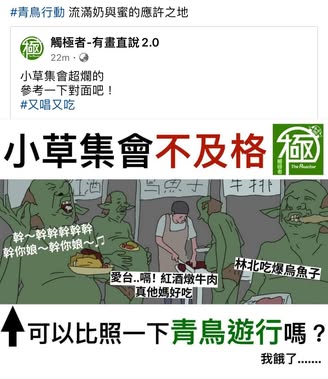 #青鳥行動 流滿奶與蜜的應許之地
觸極者-有畫直說2.0
22m
小草集會超爛的
參考一下對面吧！
#又唱又吃
小草集會不及格
極
The Reactor
紅酒
烏魚子
牛排
幹～幹幹幹幹幹
幹你娘～幹你娘～♫
愛台..嗝! 紅酒燉牛肉
真他媽好吃
林北吃爆烏魚子
可以比照一下青鳥遊行嗎？
我餓了.......